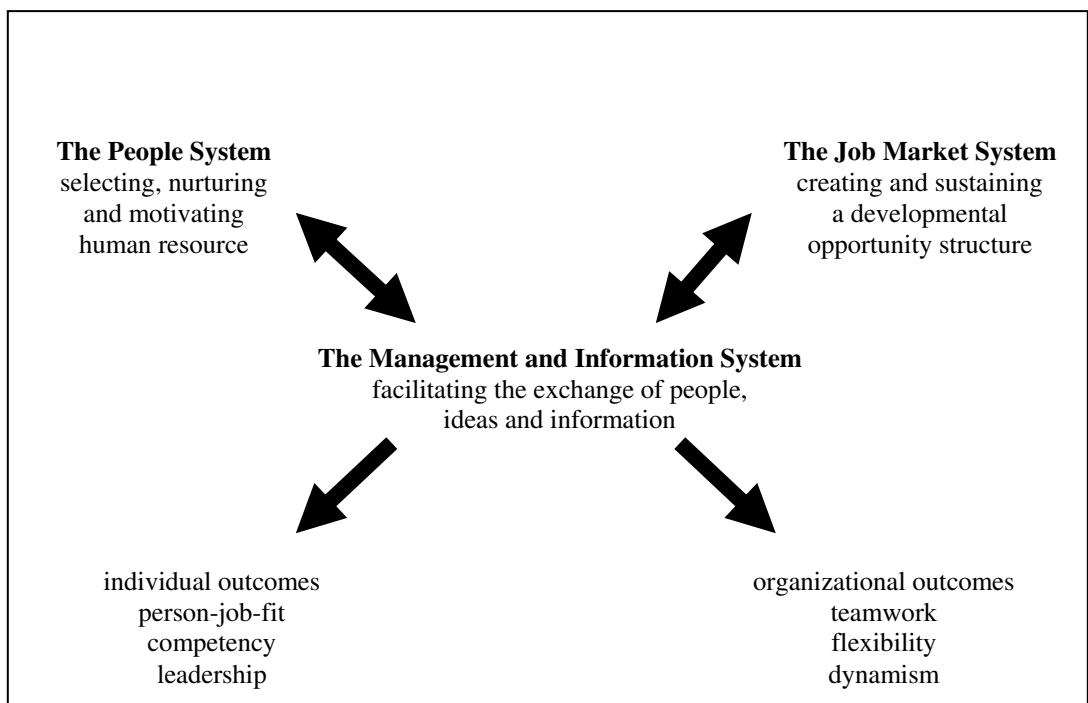 The People System
selecting, nurturing
and motivating
human resource
The Job Market System
creating and sustaining
a developmental
opportunity structure
The Management and Information System
facilitating the exchange of people,
ideas and information
individual outcomes
person-job-fit
competency
leadership
organizational outcomes
teamwork
flexibility
dynamism